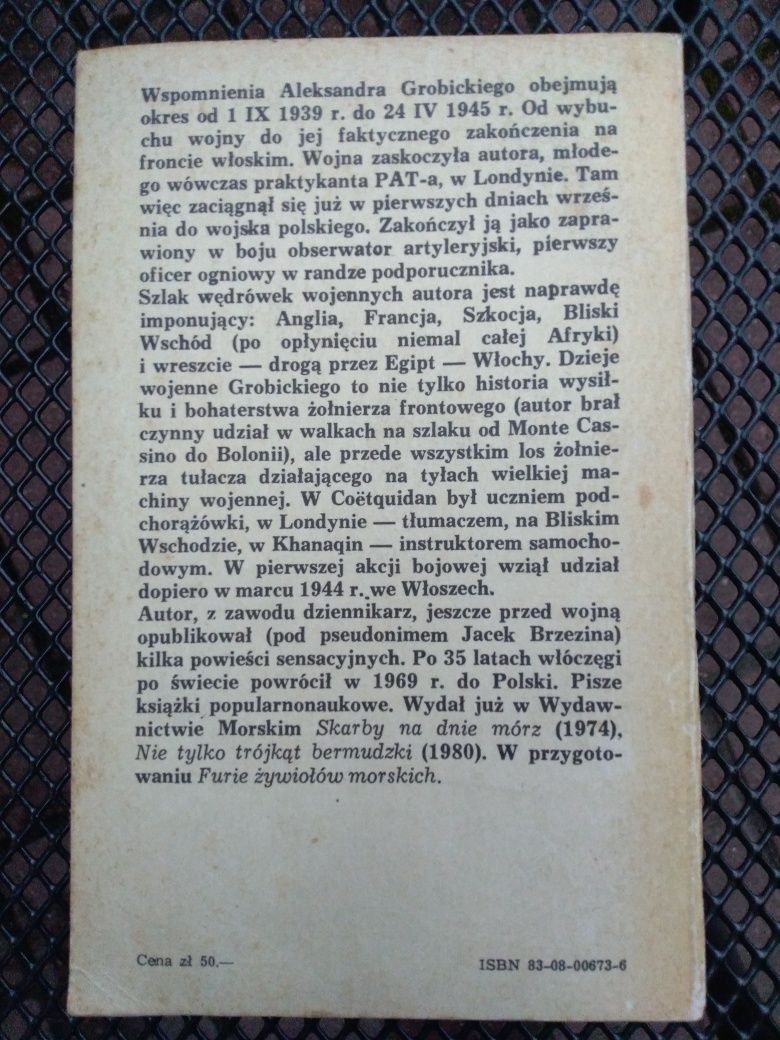 Wspomnienia Aleksandra Grobickiego obejmują
okres od 1 IX 1939 r. do 24 IV 1945 r. Od wybu-
chu wojny do jej faktycznego zakończenia na
froncie włoskim. Wojna zaskoczyła autora, młode-
go wówczas praktykanta PAT-a, w Londynie. Tam
więc zaciągnął się już w pierwszych dniach wrześ-
nia do wojska polskiego. Zakończył ją jako zapra-
wiony w boju obserwator artyleryjski, pierwszy
oficer ogniowy w randze podporucznika.
Szlak wędrówek wojennych autora jest naprawdę
imponujący: Anglia, Francja, Szkocja, Bliski
Wschód (po opłynięciu niemal całej Afryki)
i wreszcie — drogą przez Egipt — Włochy. Dzieje
wojenne Grobickiego to nie tylko historia wysił-
ku i bohaterstwa żołnierza frontowego (autor brał
czynny udział w walkach na szlaku od Monte Cas-
sino do Bolonii), ale przede wszystkim los żołnie-
rza tułacza działającego na tyłach wielkiej ma-
chiny wojennej. W Coëtquidan był uczniem pod-
chorążówki, w Londynie — tłumaczem, na Bliskim
Wschodzie, w Khanaqin — instruktorem samocho-
dowym. W pierwszej akcji bojowej wziął udział
dopiero w marcu 1944 r. we Włoszech.
Autor, z zawodu dziennikarz, jeszcze przed wojną
opublikował (pod pseudonimem Jacek Brzezina)
kilka powieści sensacyjnych. Po 35 latach włóczęgi
po świecie powrócił w 1969 r. do Polski. Pisze
książki popularnonaukowe. Wydał już w Wydaw-
nictwie Morskim Skarby na dnie mórz (1974),
Nie tylko trójkąt bermudzki (1980). W przygoto-
waniu Furie żywiołów morskich.
Cena zł 50.—
ISBN 83-08-00673-6